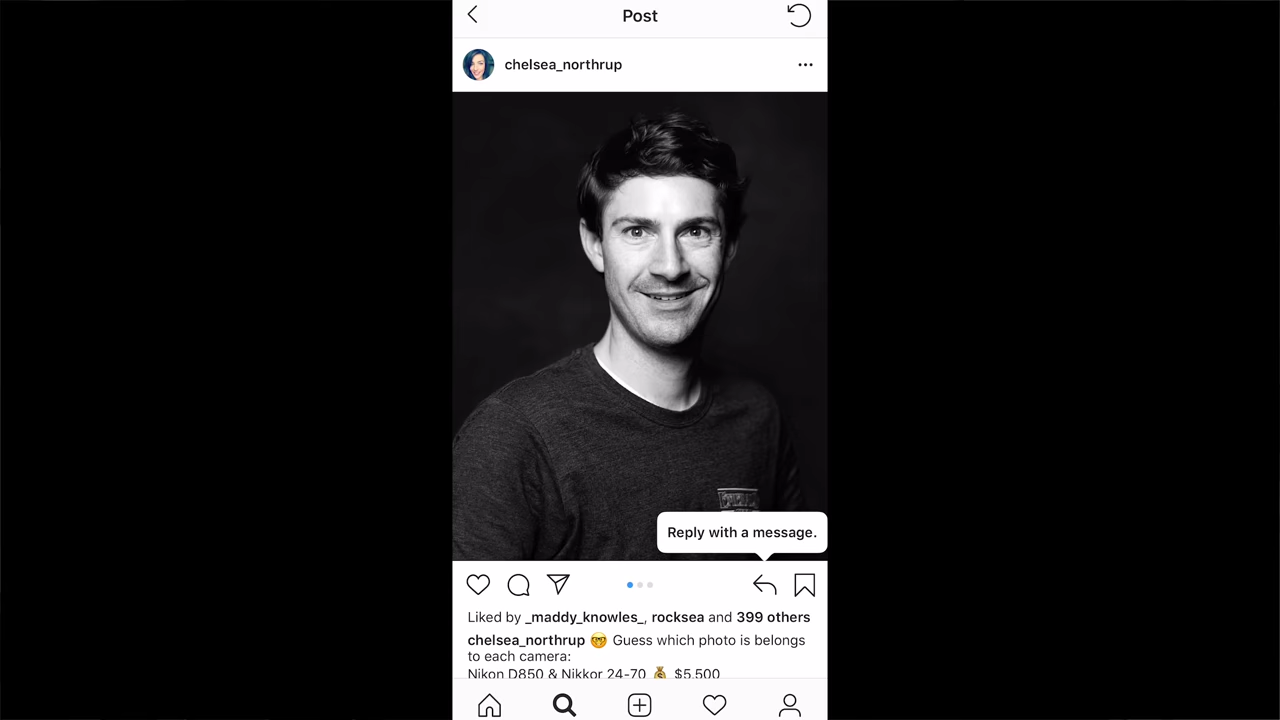 Post
chelsea_northrup
Reply with a message.
Liked by _maddy_knowles_, rocksea and 399 others
chelsea_northrup 🤓 Guess which photo is belongs
to each camera:
Nikon D850 & Nikkor 24-70 💰 $5,500